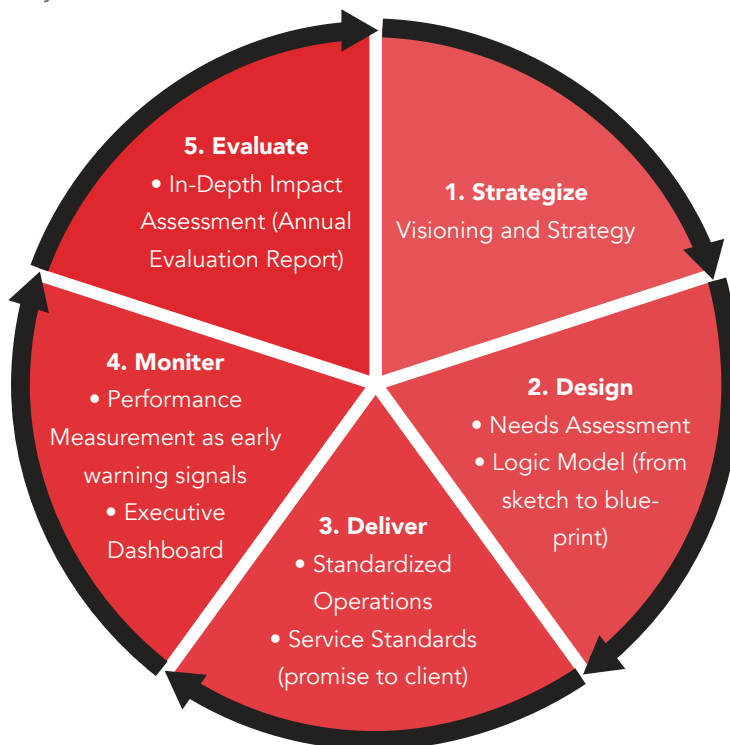 1. Strategize
Visioning and Strategy
2. Design
• Needs Assessment
• Logic Model (from
sketch to blue-
print)
3. Deliver
• Standardized
Operations
• Service Standards
(promise to client)
4. Moniter
• Performance
Measurement as early
warning signals
• Executive
Dashboard
5. Evaluate
• In-Depth Impact
Assessment (Annual
Evaluation Report)